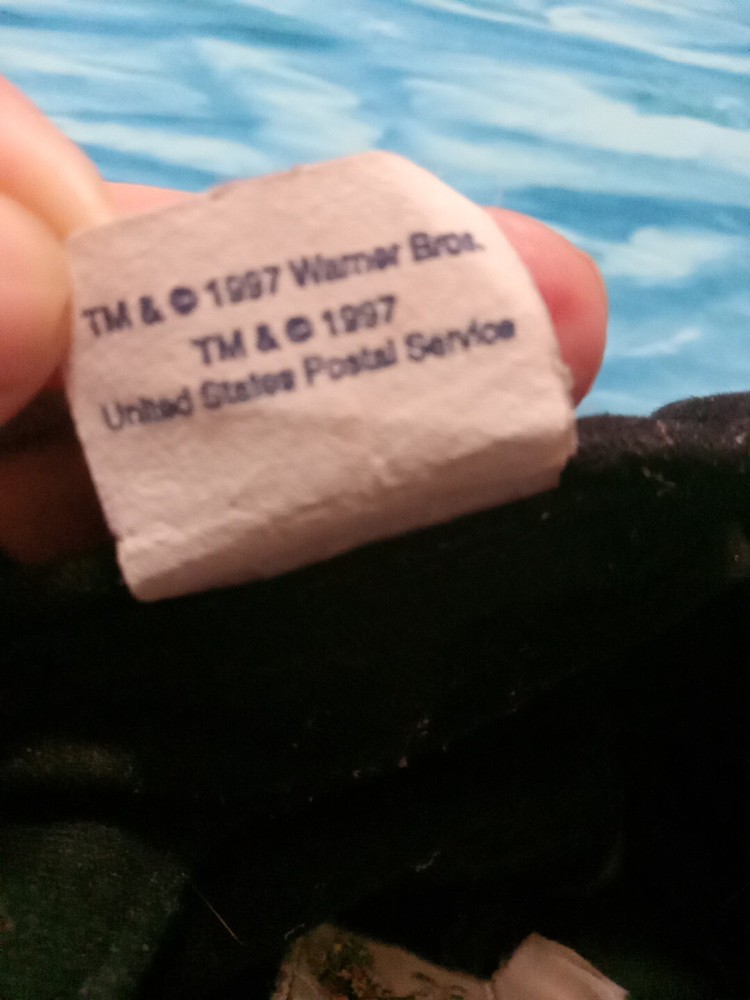 TM & © 1997 Warner Bros.
TM & © 1997
United States Postal Service